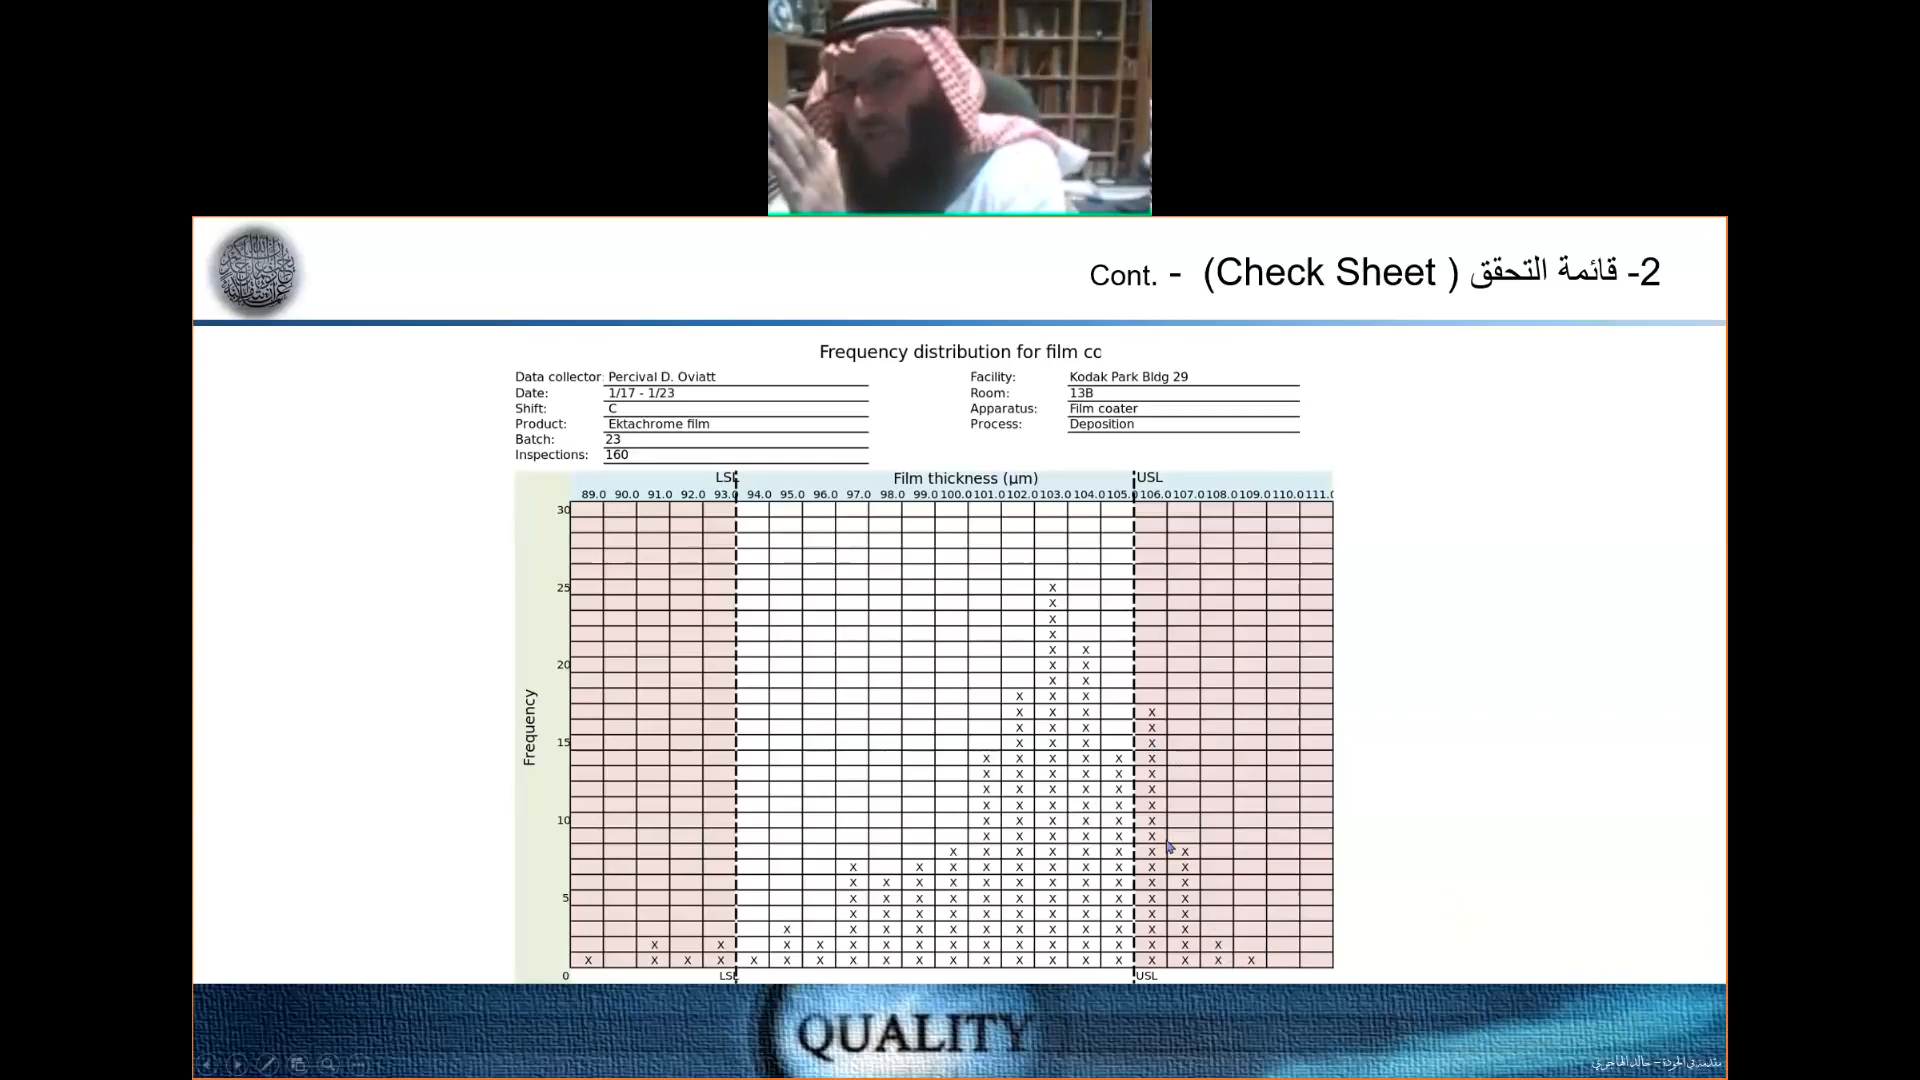 2- قائمة التحقق ( Check Sheet) - Cont.
Frequency distribution for film cc
Data collector: Percival D. Oviatt
Date: 1/17 - 1/23
Shift: C
Product: Ektachrome film
Batch: 23
Inspections: 160
Facility: Kodak Park Bldg 29
Room: 13B
Apparatus: Film coater
Process: Deposition
LSL Film thickness (µm) USL
89.0 90.0 91.0 92.0 93.0 94.0 95.0 96.0 97.0 98.0 99.0 100.0 101.0 102.0 103.0 104.0 105.0 106.0 107.0 108.0 109.0 110.0 111.0
30
25
20
15
10
5
0
Frequency
LSL USL
QUALITY
مقدمة في الجودة - خالد الهاجري